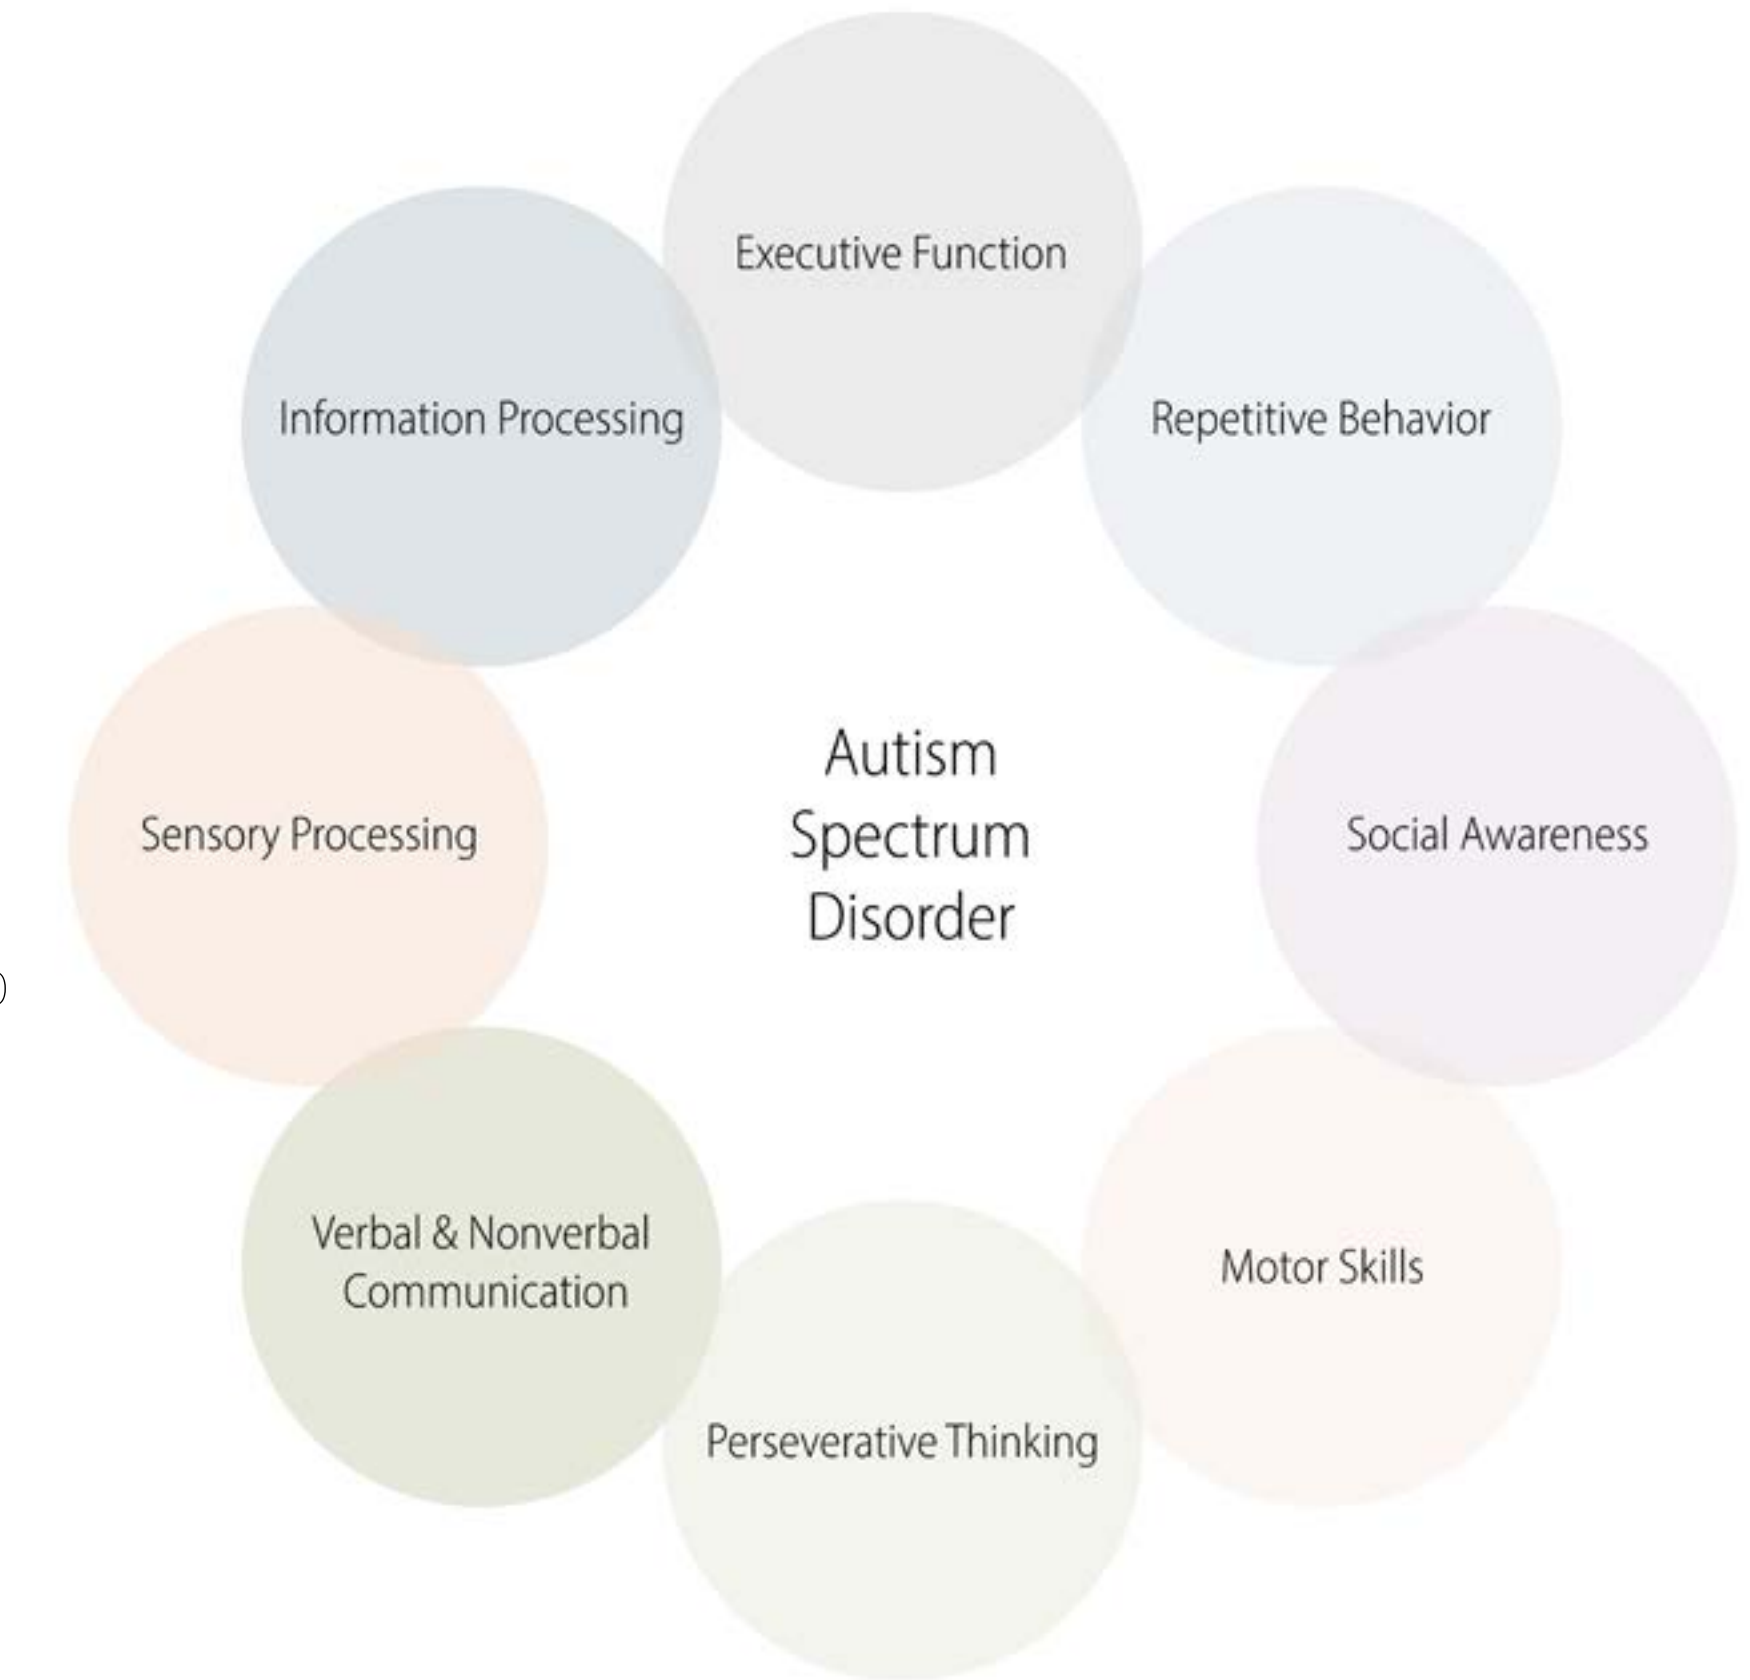 Executive Function
Information Processing
Repetitive Behavior
Autism
Spectrum
Disorder
Sensory Processing
Social Awareness
)
Verbal & Nonverbal
Communication
Motor Skills
Perseverative Thinking